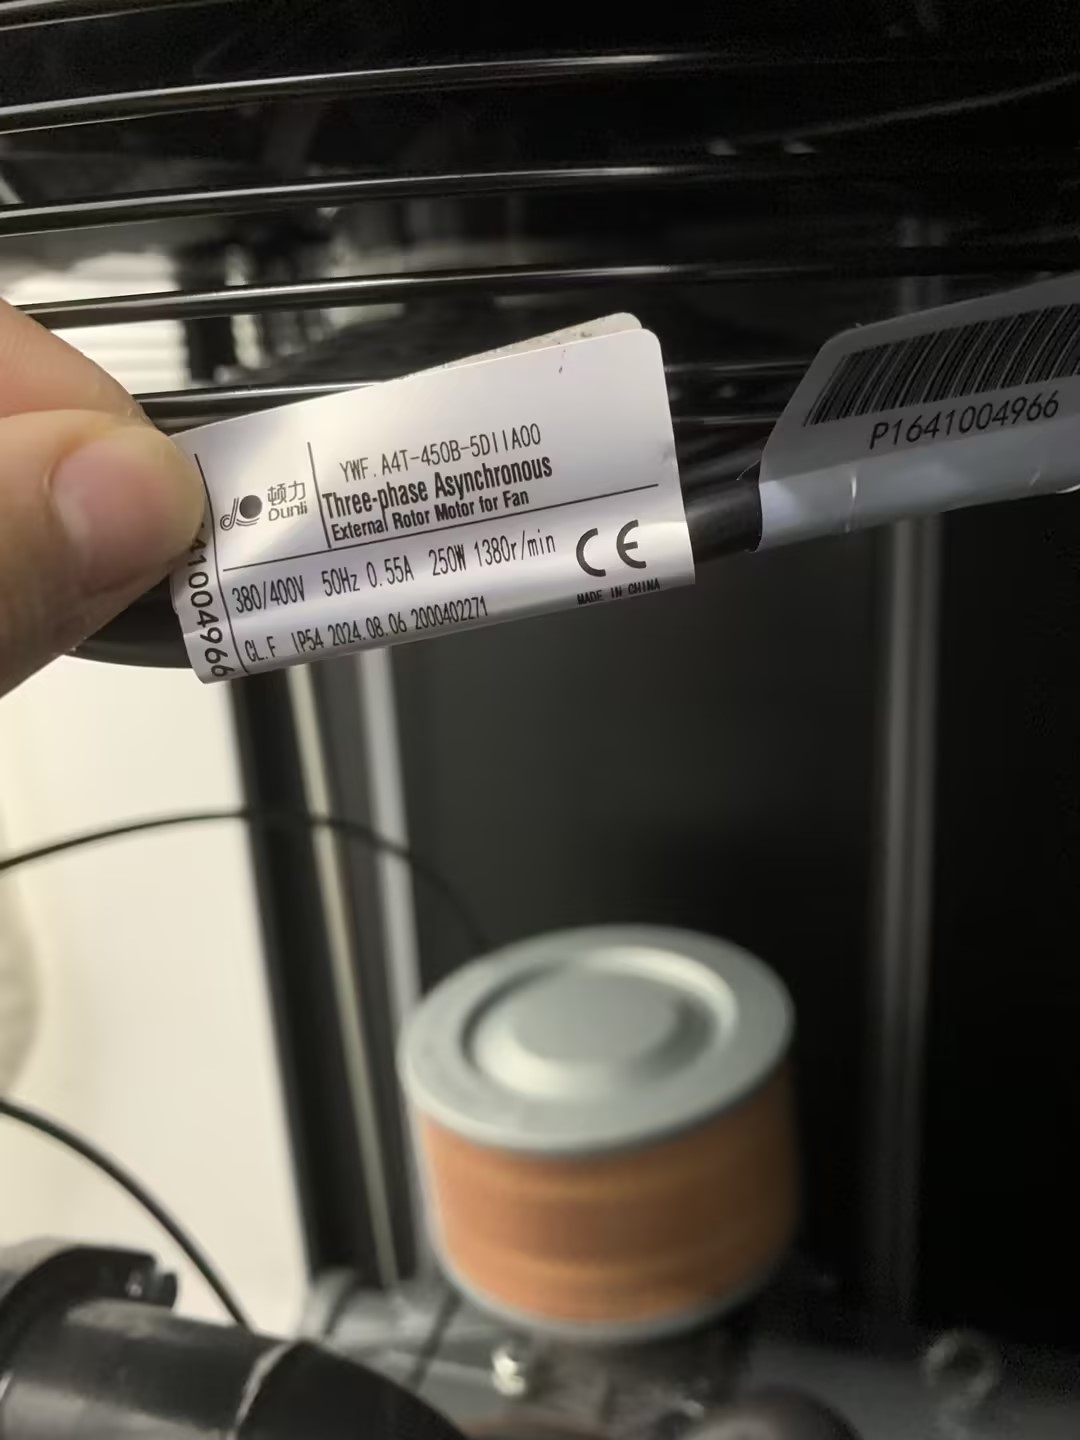 YWF.A4T-450B-5DIIA00
顿力
Dunli
Three-phase Asynchronous
External Rotor Motor for Fan
380/400V 50Hz 0.55A 250W 1380r/min
CE
CL.F IP54 2024.08.06 2000402271
MADE IN CHINA
41004966
P1641004966